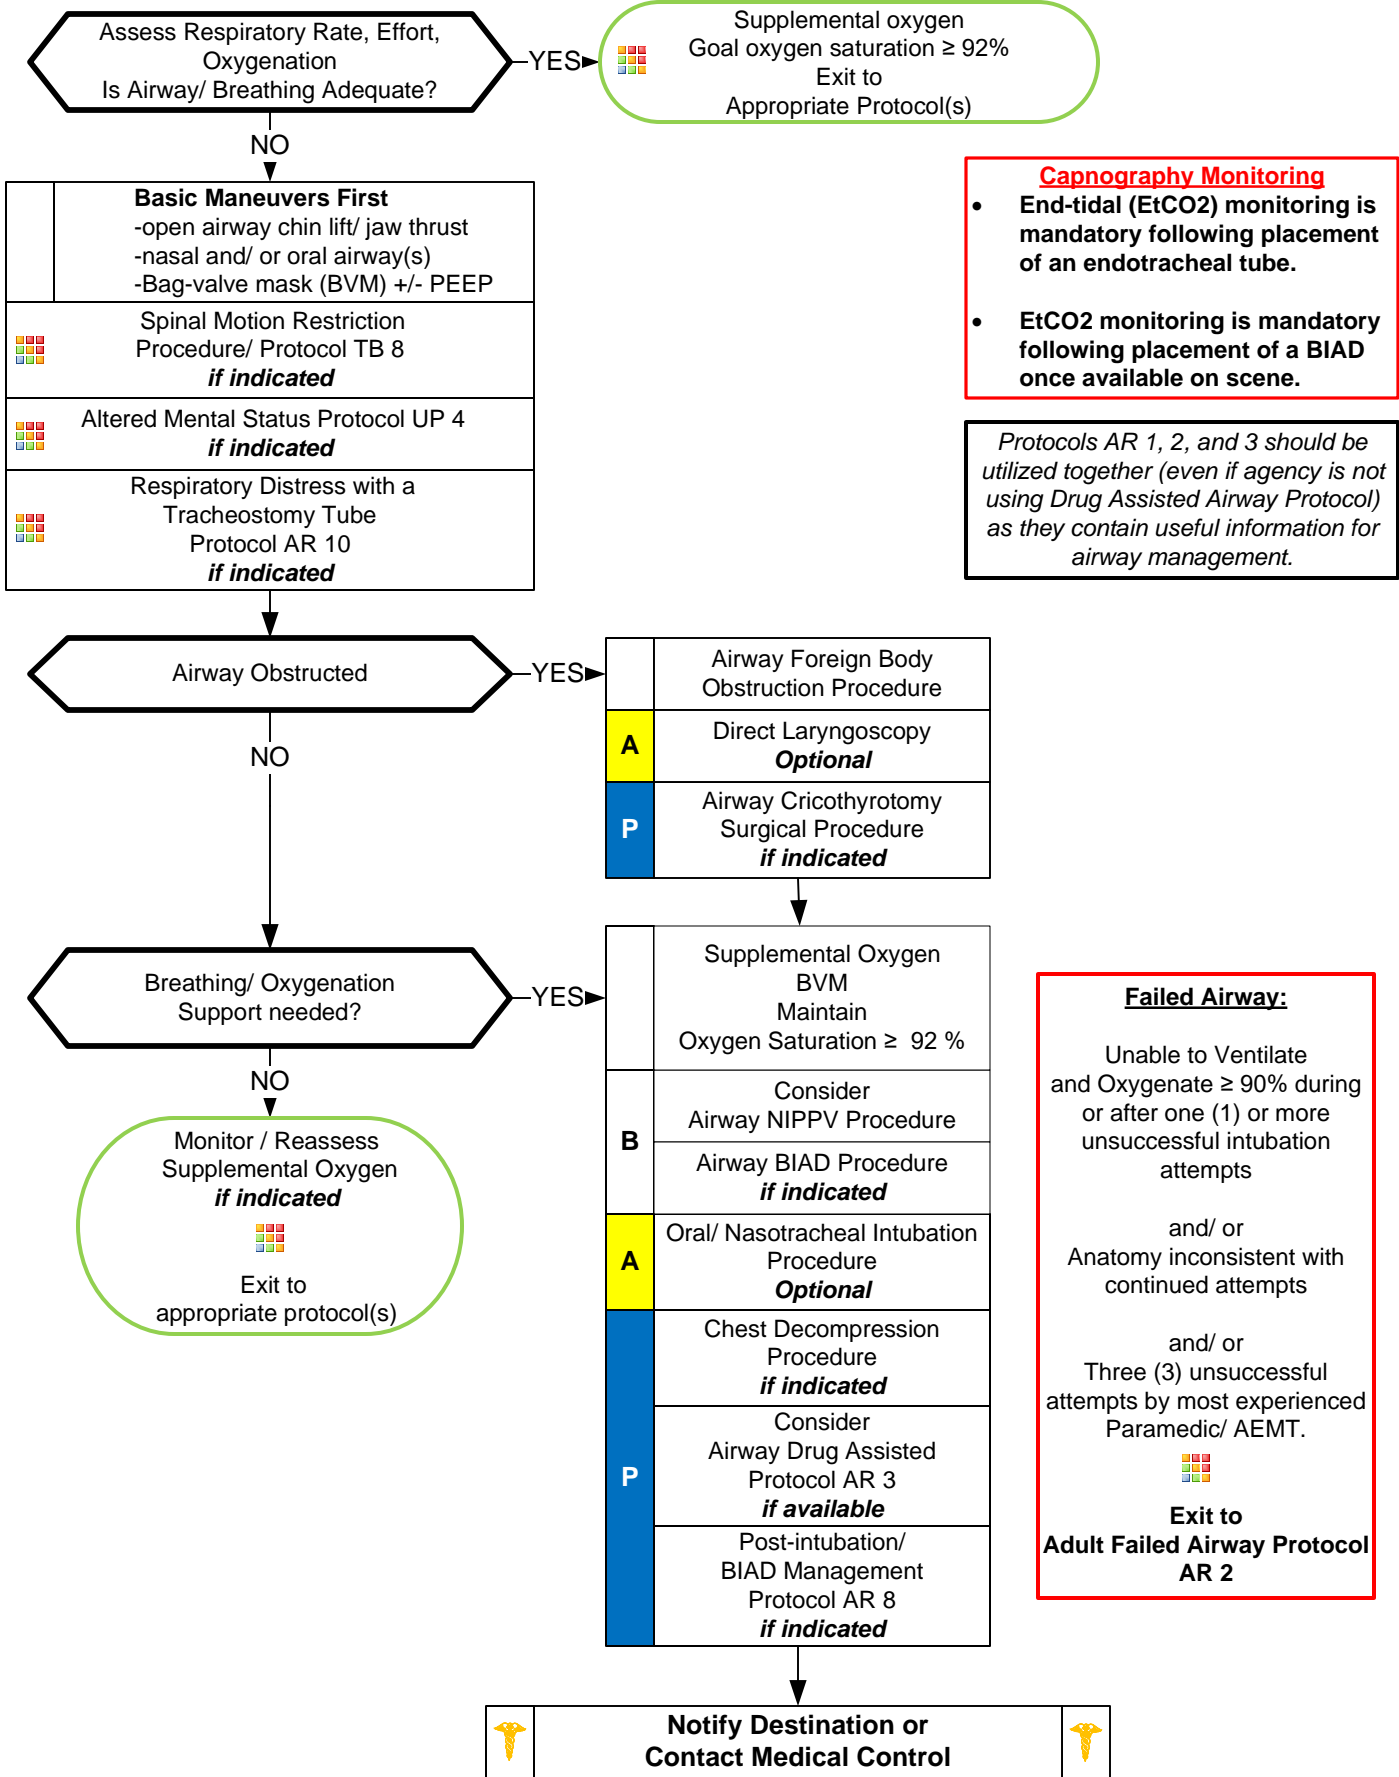 Assess Respiratory Rate, Effort,
Oxygenation
Is Airway/ Breathing Adequate?
YES
Supplemental oxygen
Goal oxygen saturation ≥ 92%
Exit to
Appropriate Protocol(s)
NO
Basic Maneuvers First
-open airway chin lift/ jaw thrust
-nasal and/ or oral airway(s)
-Bag-valve mask (BVM) +/- PEEP
Spinal Motion Restriction
Procedure/ Protocol TB 8
if indicated
Altered Mental Status Protocol UP 4
if indicated
Respiratory Distress with a
Tracheostomy Tube
Protocol AR 10
if indicated
Capnography Monitoring
• End-tidal (EtCO2) monitoring is
mandatory following placement
of an endotracheal tube.
• EtCO2 monitoring is mandatory
following placement of a BIAD
once available on scene.
Protocols AR 1, 2, and 3 should be
utilized together (even if agency is not
using Drug Assisted Airway Protocol)
as they contain useful information for
airway management.
Airway Obstructed
YES
Airway Foreign Body
Obstruction Procedure
A
Direct Laryngoscopy
Optional
P
Airway Cricothyrotomy
Surgical Procedure
if indicated
NO
Breathing/ Oxygenation
Support needed?
YES
Supplemental Oxygen
BVM
Maintain
Oxygen Saturation ≥ 92 %
B
Consider
Airway NIPPV Procedure
Airway BIAD Procedure
if indicated
A
Oral/ Nasotracheal Intubation
Procedure
Optional
P
Chest Decompression
Procedure
if indicated
Consider
Airway Drug Assisted
Protocol AR 3
if available
Post-intubation/
BIAD Management
Protocol AR 8
if indicated
NO
Monitor / Reassess
Supplemental Oxygen
if indicated
Exit to
appropriate protocol(s)
Failed Airway:
Unable to Ventilate
and Oxygenate ≥ 90% during
or after one (1) or more
unsuccessful intubation
attempts
and/ or
Anatomy inconsistent with
continued attempts
and/ or
Three (3) unsuccessful
attempts by most experienced
Paramedic/ AEMT.
Exit to
Adult Failed Airway Protocol
AR 2
Notify Destination or
Contact Medical Control